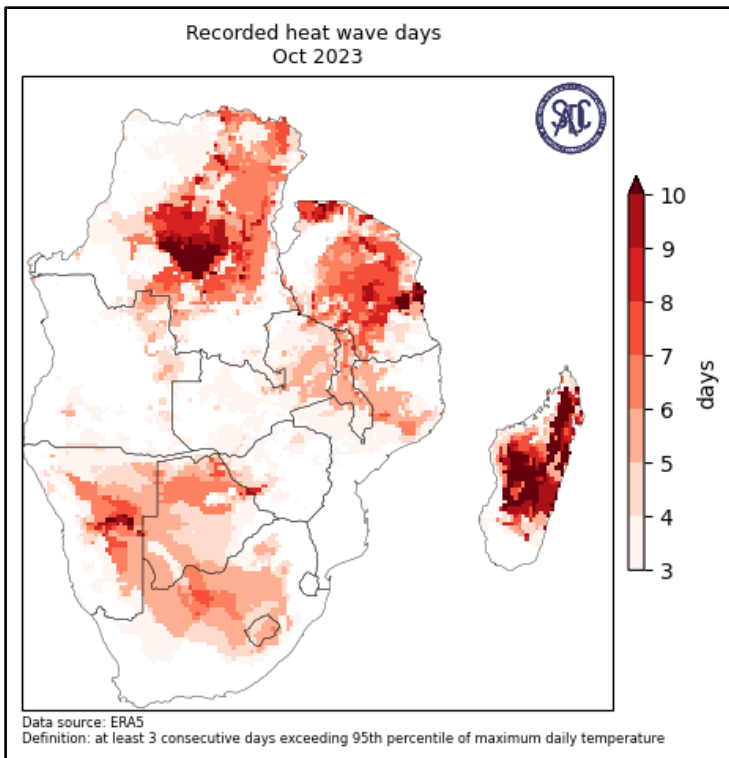 Recorded heat wave days
Oct 2023
SADC
10
9
8
7
6
5
4
3
days
Data source: ERA5
Definition: at least 3 consecutive days exceeding 95th percentile of maximum daily temperature